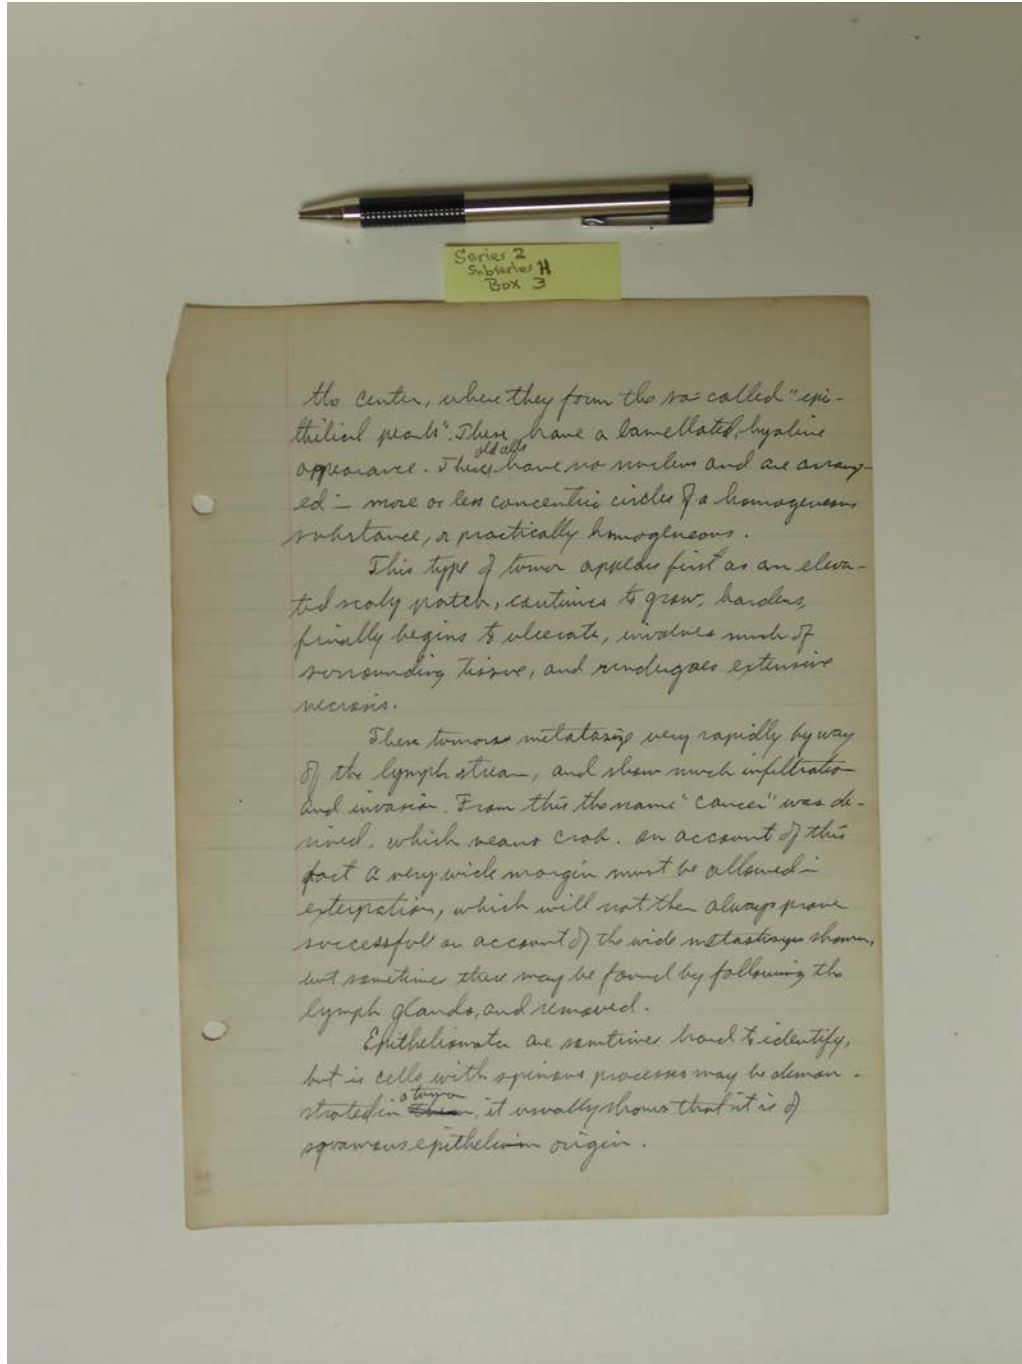 Series 2
Subseries H
Box 3
the center, where they form the so-called "epi-
thilical pearls". These have a lamellated, hyaline
old cells
appearance. These have no nucleus and are arrang-
ed in more or less concentric circles of a homogeneous
substance, or practically homogeneous.
This type of tumor appears first as an eleva-
ted scaly patch, continues to grow, hardens,
finally begins to ulcerate, involves much of
surrounding tissue, and undergoes extensive
necrosis.
These tumors metatasize very rapidly by way
of the lymph stream, and show much infiltration
and invasion. From this the name "cancer" was de-
rived, which means crab. On account of this
fact a very wide margin must be allowed in
exterpation, which will not then always prove
successfull on account of the wide shown,
but sometimes these may be found by following the
lymph glands, and removed.
Epitheliomata are sometimes hard to identify,
but if cells with spinous processes may be demon-
a tumor
strated in it usually shows that it is of
squamous epithelium origin.